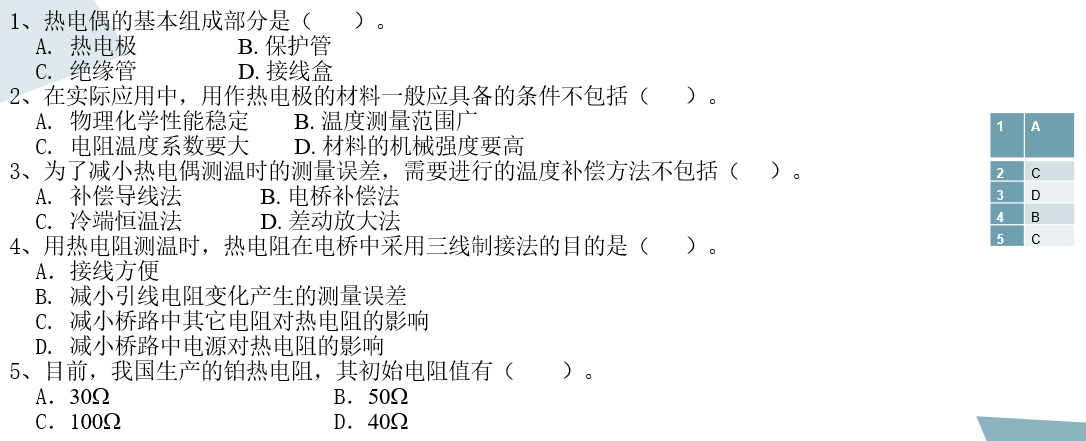 1、热电偶的基本组成部分是（    ）。
A. 热电极  B. 保护管
C. 绝缘管  D. 接线盒
2、在实际应用中，用作热电极的材料一般应具备的条件不包括（    ）。
A. 物理化学性能稳定  B. 温度测量范围广
C. 电阻温度系数要大  D. 材料的机械强度要高
3、为了减小热电偶测温时的测量误差，需要进行的温度补偿方法不包括（    ）。
A. 补偿导线法  B. 电桥补偿法
C. 冷端恒温法  D. 差动放大法
4、用热电阻测温时，热电阻在电桥中采用三线制接法的目的是（    ）。
A. 接线方便
B. 减小引线电阻变化产生的测量误差
C. 减小桥路中其它电阻对热电阻的影响
D. 减小桥路中电源对热电阻的影响
5、目前，我国生产的铂热电阻，其初始电阻值有（    ）。
A. 30Ω  B. 50Ω
C. 100Ω  D. 40Ω
1 A
2 C
3 D
4 B
5 C